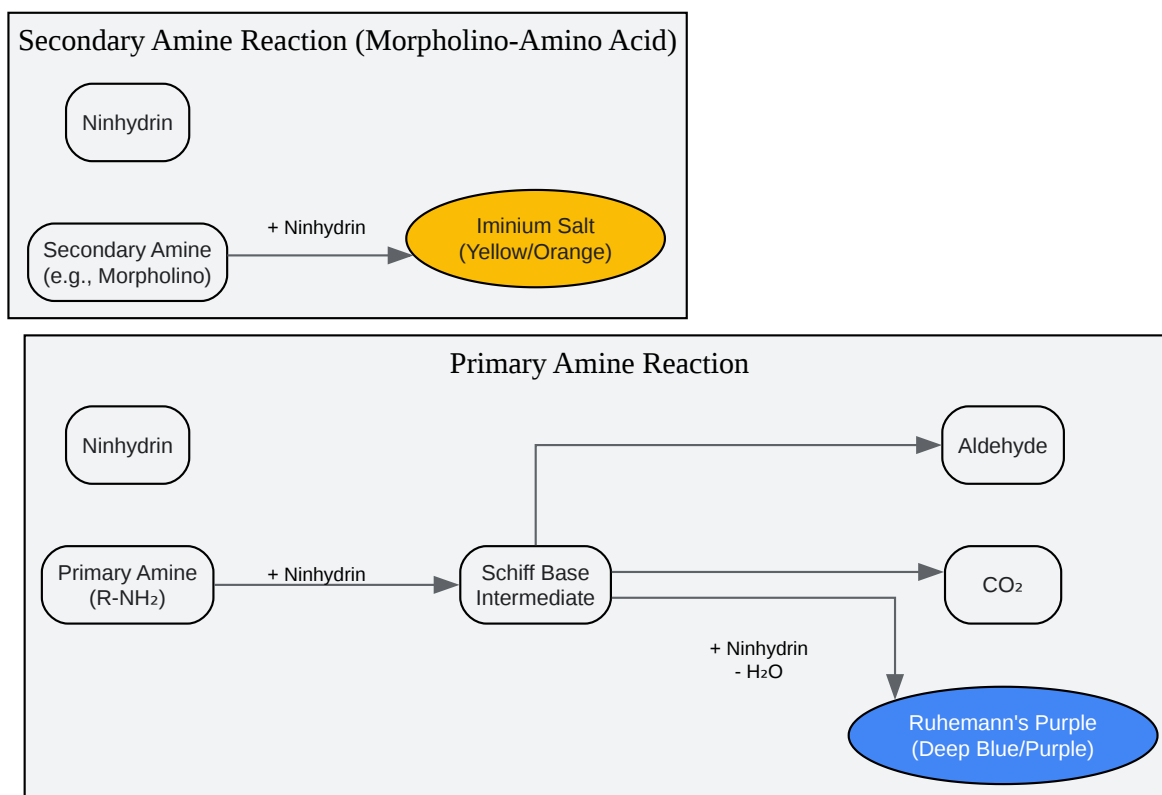 Secondary Amine Reaction (Morpholino-Amino Acid)
Ninhydrin
Secondary Amine
(e.g., Morpholino)
+ Ninhydrin
Iminium Salt
(Yellow/Orange)
Primary Amine Reaction
Ninhydrin
Aldehyde
Primary Amine
(R-NH₂)
+ Ninhydrin
Schiff Base
Intermediate
CO₂
+ Ninhydrin
- H₂O
Ruhemann's Purple
(Deep Blue/Purple)